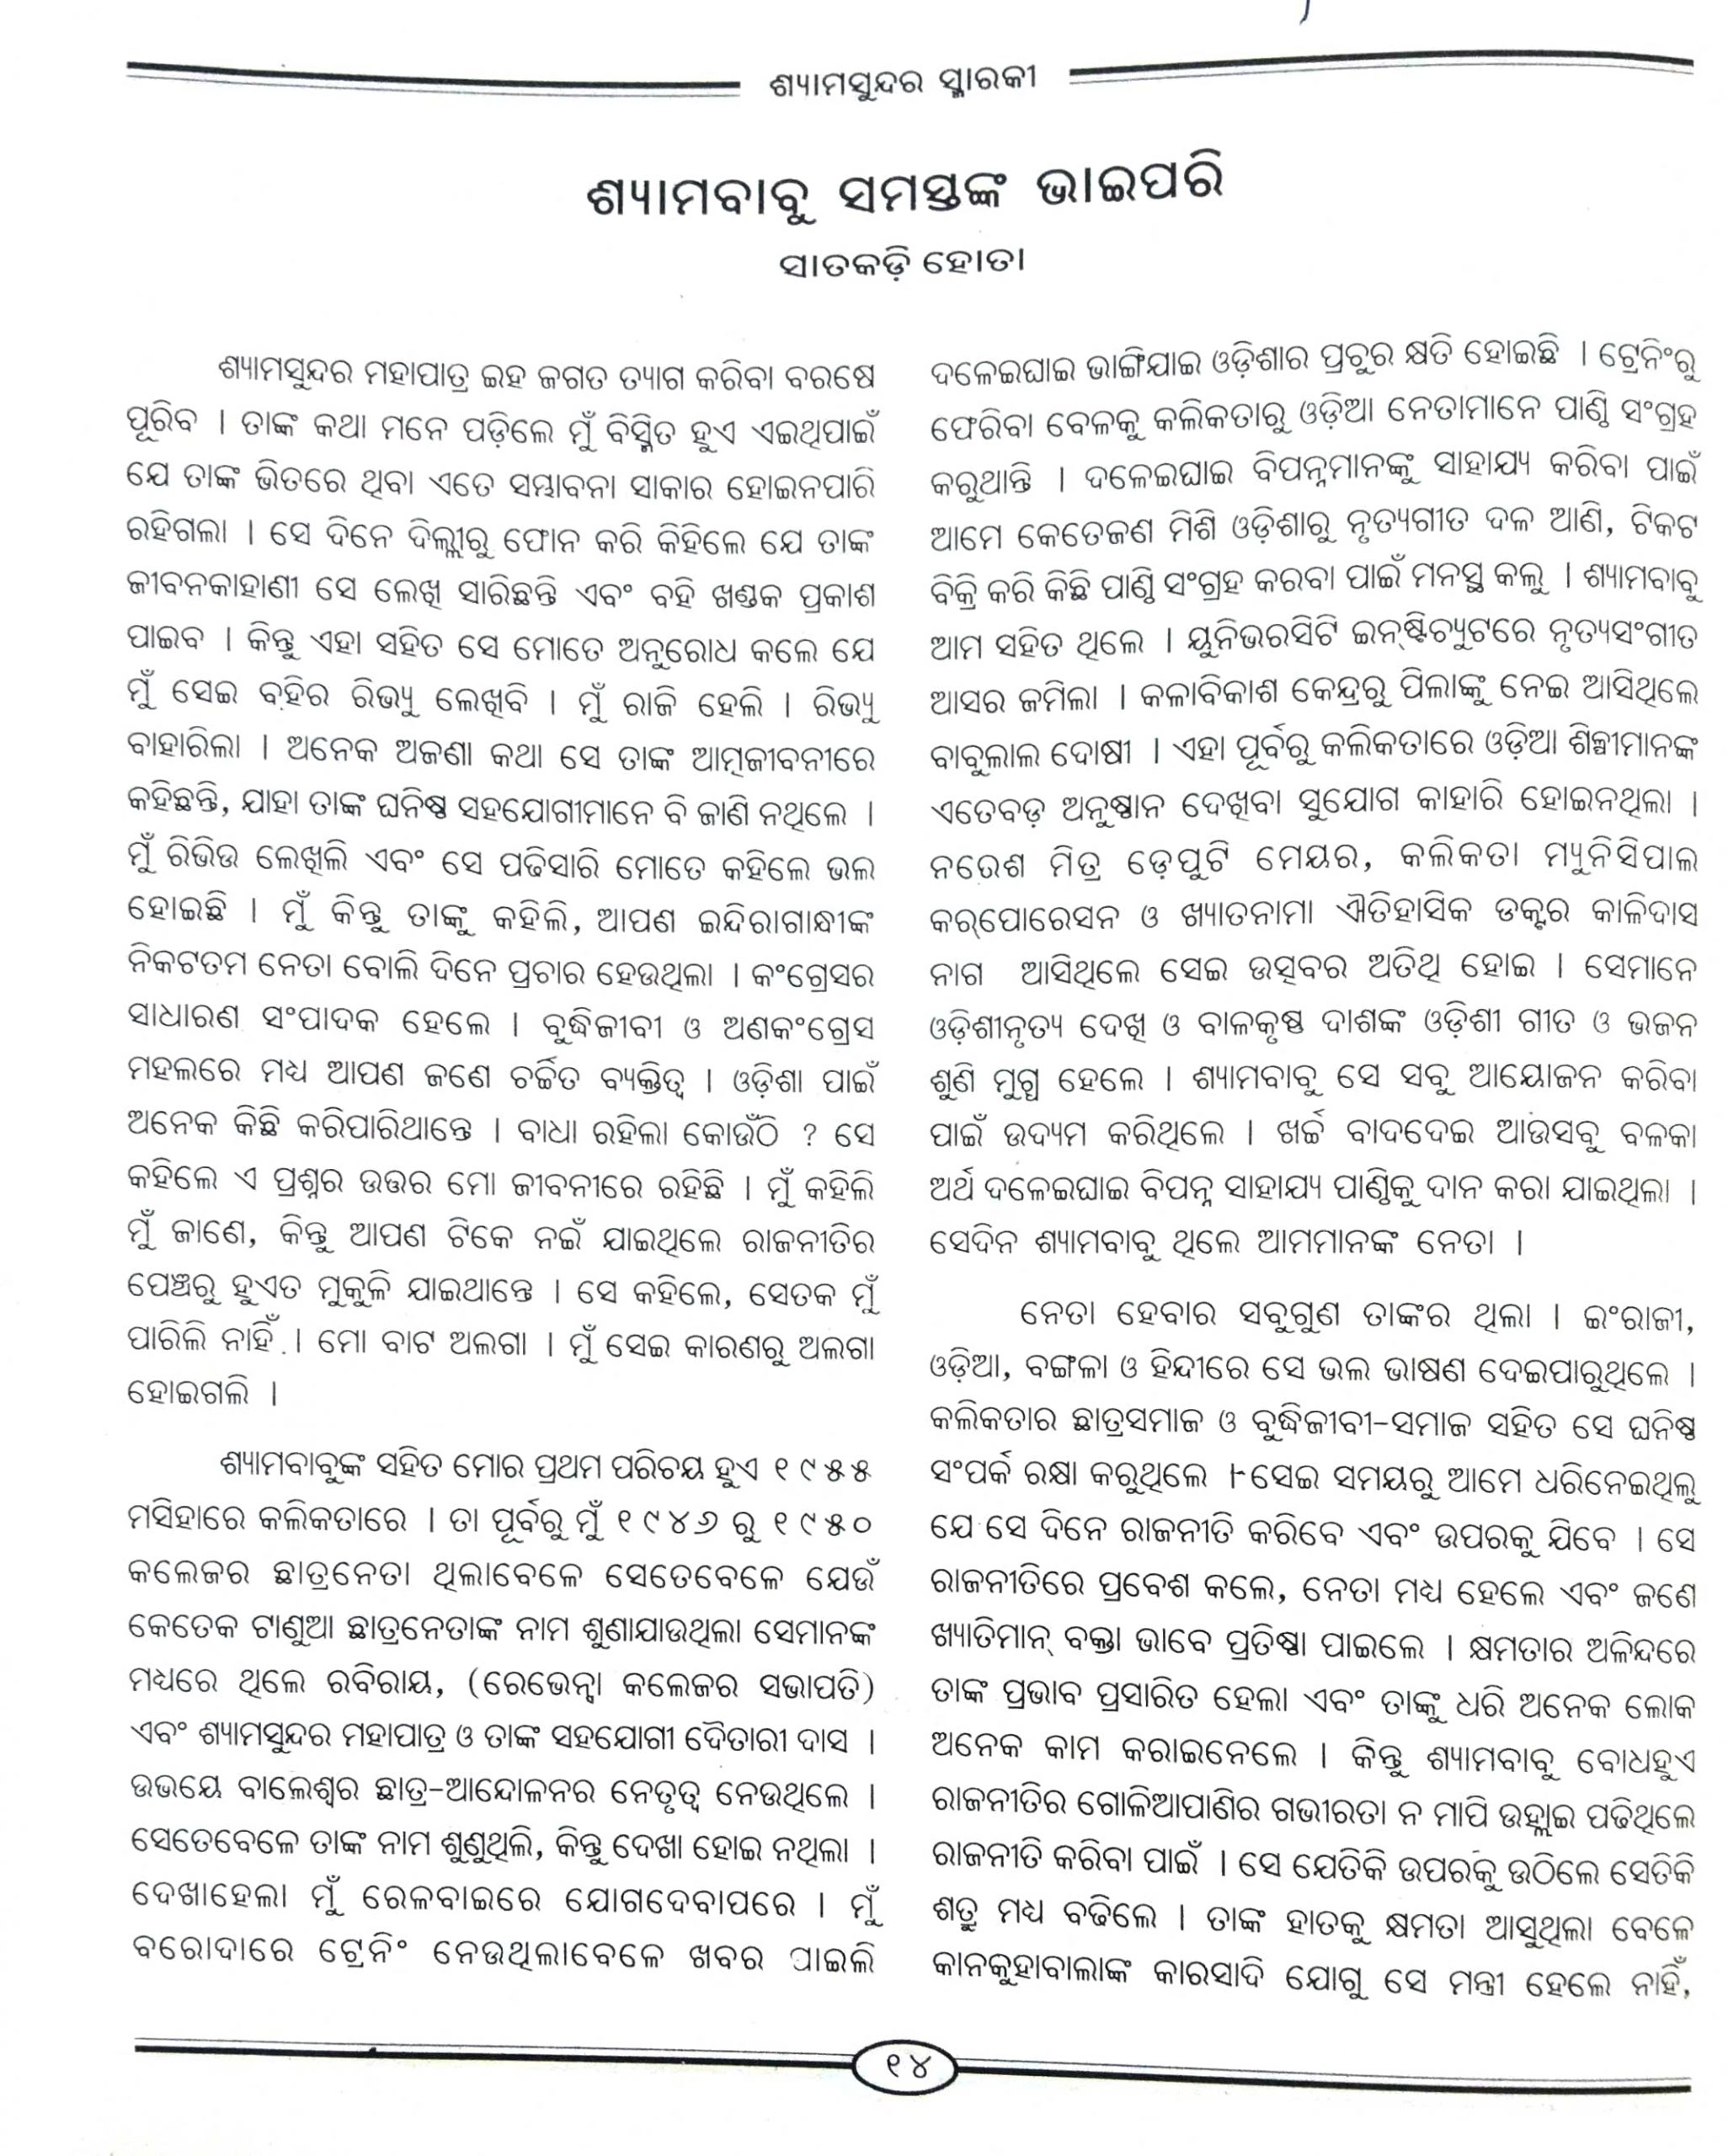 ଶ୍ୟାମସୁନ୍ଦର ସ୍ମାରକୀ
ଶ୍ୟାମବାବୁ ସମସ୍ତଙ୍କ ଭାଇପରି
ସାତକଡ଼ି ହୋତା
ଶ୍ୟାମସୁନ୍ଦର ମହାପାତ୍ର ଇହ ଜଗତ ତ୍ୟାଗ କରିବା ବରଷେ
ପୂରିବ । ତାଙ୍କ କଥା ମନେ ପଡ଼ିଲେ ମୁଁ ବିସ୍ମିତ ହୁଏ ଏଇଥିପାଇଁ
ଯେ ତାଙ୍କ ଭିତରେ ଥିବା ଏତେ ସମ୍ଭାବନା ସାକାର ହୋଇନପାରି
ରହିଗଲା । ସେ ଦିନେ ଦିଲ୍ଲୀରୁ ଫୋନ କରି କିହିଲେ ଯେ ତାଙ୍କ
ଜୀବନକାହାଣୀ ସେ ଲେଖି ସାରିଛନ୍ତି ଏବଂ ବହି ଖଣ୍ଡକ ପ୍ରକାଶ
ପାଇବ । କିନ୍ତୁ ଏହା ସହିତ ସେ ମୋତେ ଅନୁରୋଧ କଲେ ଯେ
ମୁଁ ସେଇ ବହିର ରିଭ୍ୟୁ ଲେଖିବି । ମୁଁ ରାଜି ହେଲି । ରିଭ୍ୟୁ
ବାହାରିଲା । ଅନେକ ଅଜଣା କଥା ସେ ତାଙ୍କ ଆତ୍ମଜୀବନୀରେ
କହିଛନ୍ତି, ଯାହା ତାଙ୍କ ଘନିଷ୍ଠ ସହଯୋଗୀମାନେ ବି ଜାଣି ନଥିଲେ ।
ମୁଁ ରିଭିଉ ଲେଖିଲି ଏବଂ ସେ ପଢିସାରି ମୋତେ କହିଲେ ଭଲ
ହୋଇଛି । ମୁଁ କିନ୍ତୁ ତାଙ୍କୁ କହିଲି, ଆପଣ ଇନ୍ଦିରାଗାନ୍ଧୀଙ୍କ
ନିକଟତମ ନେତା ବୋଲି ଦିନେ ପ୍ରଚାର ହେଉଥିଲା । କଂଗ୍ରେସର
ସାଧାରଣ ସଂପାଦକ ହେଲେ । ବୁଦ୍ଧିଜୀବୀ ଓ ଅଣକଂଗ୍ରେସ
ମହଲରେ ମଧ୍ୟ ଆପଣ ଜଣେ ଚର୍ଚ୍ଚିତ ବ୍ୟକ୍ତିତ୍ୱ । ଓଡ଼ିଶା ପାଇଁ
ଅନେକ କିଛି କରିପାରିଥାନ୍ତେ । ବାଧା ରହିଲା କୋଉଁଠି ? ସେ
କହିଲେ ଏ ପ୍ରଶ୍ନର ଉତ୍ତର ମୋ ଜୀବନୀରେ ରହିଛି । ମୁଁ କହିଲି
ମୁଁ ଜାଣେ, କିନ୍ତୁ ଆପଣ ଟିକେ ନଇଁ ଯାଇଥିଲେ ରାଜନୀତିର
ପେଞ୍ଚରୁ ହୁଏତ ମୁକୁଳି ଯାଇଥାନ୍ତେ । ସେ କହିଲେ, ସେତକ ମୁଁ
ପାରିଲି ନାହିଁ । ମୋ ବାଟ ଅଲଗା । ମୁଁ ସେଇ କାରଣରୁ ଅଲଗା
ହୋଇଗଲି ।
ଶ୍ୟାମବାବୁଙ୍କ ସହିତ ମୋର ପ୍ରଥମ ପରିଚୟ ହୁଏ ୧୯୫୫
ମସିହାରେ କଲିକତାରେ । ତା ପୂର୍ବରୁ ମୁଁ ୧୯୪୬ ରୁ ୧୯୫୦
କଲେଜର ଛାତ୍ରନେତା ଥିଲାବେଳେ ସେତେବେଳେ ଯେଉଁ
କେତେକ ଟାଣୁଆ ଛାତ୍ରନେତାଙ୍କ ନାମ ଶୁଣାଯାଉଥିଲା ସେମାନଙ୍କ
ମଧ୍ୟରେ ଥିଲେ ରବିରାୟ, (ରେଭେନ୍ସା କଲେଜର ସଭାପତି)
ଏବଂ ଶ୍ୟାମସୁନ୍ଦର ମହାପାତ୍ର ଓ ତାଙ୍କ ସହଯୋଗୀ ଦୈତାରୀ ଦାସ ।
ଉଭୟେ ବାଲେଶ୍ୱର ଛାତ୍ର-ଆନ୍ଦୋଳନର ନେତୃତ୍ୱ ନେଉଥିଲେ ।
ସେତେବେଳେ ତାଙ୍କ ନାମ ଶୁଣୁଥିଲି, କିନ୍ତୁ ଦେଖା ହୋଇ ନଥିଲା ।
ଦେଖାହେଲା ମୁଁ ରେଳବାଇରେ ଯୋଗଦେବାପରେ । ମୁଁ
ବରୋଦାରେ ଟ୍ରେନିଂ ନେଉଥିଲାବେଳେ ଖବର ପାଇଲି
ଦଳେଇଘାଇ ଭାଙ୍ଗିଯାଇ ଓଡ଼ିଶାର ପ୍ରଚୁର କ୍ଷତି ହୋଇଛି । ଟ୍ରେନିଂରୁ
ଫେରିବା ବେଳକୁ କଲିକତାରୁ ଓଡ଼ିଆ ନେତାମାନେ ପାଣ୍ଠି ସଂଗ୍ରହ
କରୁଥାନ୍ତି । ଦଳେଇଘାଇ ବିପନ୍ନମାନଙ୍କୁ ସାହାଯ୍ୟ କରିବା ପାଇଁ
ଆମେ କେତେଜଣ ମିଶି ଓଡ଼ିଶାରୁ ନୃତ୍ୟଗୀତ ଦଳ ଆଣି, ଟିକଟ
ବିକ୍ରି କରି କିଛି ପାଣ୍ଠି ସଂଗ୍ରହ କରବା ପାଇଁ ମନସ୍ଥ କଲୁ । ଶ୍ୟାମବାବୁ
ଆମ ସହିତ ଥିଲେ । ୟୁନିଭରସିଟି ଇନ୍‌ଷ୍ଟିଚ୍ୟୁଟରେ ନୃତ୍ୟସଂଗୀତ
ଆସର ଜମିଲା । କଳାବିକାଶ କେନ୍ଦ୍ରରୁ ପିଲାଙ୍କୁ ନେଇ ଆସିଥିଲେ
ବାବୁଲାଲ ଦୋଷୀ । ଏହା ପୂର୍ବରୁ କଲିକତାରେ ଓଡ଼ିଆ ଶିଳ୍ପୀମାନଙ୍କ
ଏତେବଡ଼ ଅନୁଷ୍ଠାନ ଦେଖିବା ସୁଯୋଗ କାହାରି ହୋଇନଥିଲା ।
ନରେଶ ମିତ୍ର ଡ଼େପୁଟି ମେୟର, କଲିକତା ମ୍ୟୁନିସିପାଲ
କର୍‌ପୋରେସନ ଓ ଖ୍ୟାତନାମା ଐତିହାସିକ ଡକ୍ଟର କାଳିଦାସ
ନାଗ ଆସିଥିଲେ ସେଇ ଉତ୍ସବର ଅତିଥି ହୋଇ । ସେମାନେ
ଓଡ଼ିଶୀନୃତ୍ୟ ଦେଖି ଓ ବାଳକୃଷ୍ଣ ଦାଶଙ୍କ ଓଡ଼ିଶୀ ଗୀତ ଓ ଭଜନ
ଶୁଣି ମୁଗ୍ଧ ହେଲେ । ଶ୍ୟାମବାବୁ ସେ ସବୁ ଆୟୋଜନ କରିବା
ପାଇଁ ଉଦ୍ୟମ କରିଥିଲେ । ଖର୍ଚ୍ଚ ବାଦଦେଇ ଆଉସବୁ ବଳକା
ଅର୍ଥ ଦଳେଇଘାଇ ବିପନ୍ନ ସାହାଯ୍ୟ ପାଣ୍ଠିକୁ ଦାନ କରା ଯାଇଥିଲା ।
ସେଦିନ ଶ୍ୟାମବାବୁ ଥିଲେ ଆମମାନଙ୍କ ନେତା ।
ନେତା ହେବାର ସବୁଗୁଣ ତାଙ୍କର ଥିଲା । ଇଂରାଜୀ,
ଓଡ଼ିଆ, ବଙ୍ଗଳା ଓ ହିନ୍ଦୀରେ ସେ ଭଲ ଭାଷଣ ଦେଇପାରୁଥିଲେ ।
କଲିକତାର ଛାତ୍ରସମାଜ ଓ ବୁଦ୍ଧିଜୀବୀ-ସମାଜ ସହିତ ସେ ଘନିଷ୍ଠ
ସଂପର୍କ ରକ୍ଷା କରୁଥିଲେ । ସେଇ ସମୟରୁ ଆମେ ଧରିନେଇଥିଲୁ
ଯେ ସେ ଦିନେ ରାଜନୀତି କରିବେ ଏବଂ ଉପରକୁ ଯିବେ । ସେ
ରାଜନୀତିରେ ପ୍ରବେଶ କଲେ, ନେତା ମଧ୍ୟ ହେଲେ ଏବଂ ଜଣେ
ଖ୍ୟାତିମାନ୍ ବକ୍ତା ଭାବେ ପ୍ରତିଷ୍ଠା ପାଇଲେ । କ୍ଷମତାର ଅଳିନ୍ଦରେ
ତାଙ୍କ ପ୍ରଭାବ ପ୍ରସାରିତ ହେଲା ଏବଂ ତାଙ୍କୁ ଧରି ଅନେକ ଲୋକ
ଅନେକ କାମ କରାଇନେଲେ । କିନ୍ତୁ ଶ୍ୟାମବାବୁ ବୋଧହୁଏ
ରାଜନୀତିର ଗୋଳିଆପାଣିର ଗଭୀରତା ନ ମାପି ଉହ୍ଲାଇ ପଢିଥିଲେ
ରାଜନୀତି କରିବା ପାଇଁ । ସେ ଯେତିକି ଉପରକୁ ଉଠିଲେ ସେତିକି
ଶତ୍ରୁ ମଧ୍ୟ ବଢିଲେ । ତାଙ୍କ ହାତକୁ କ୍ଷମତା ଆସୁଥିଲା ବେଳେ
କାନକୁହାବାଲାଙ୍କ କାରସାଦି ଯୋଗୁ ସେ ମନ୍ତ୍ରୀ ହେଲେ ନାହିଁ,
୧୪